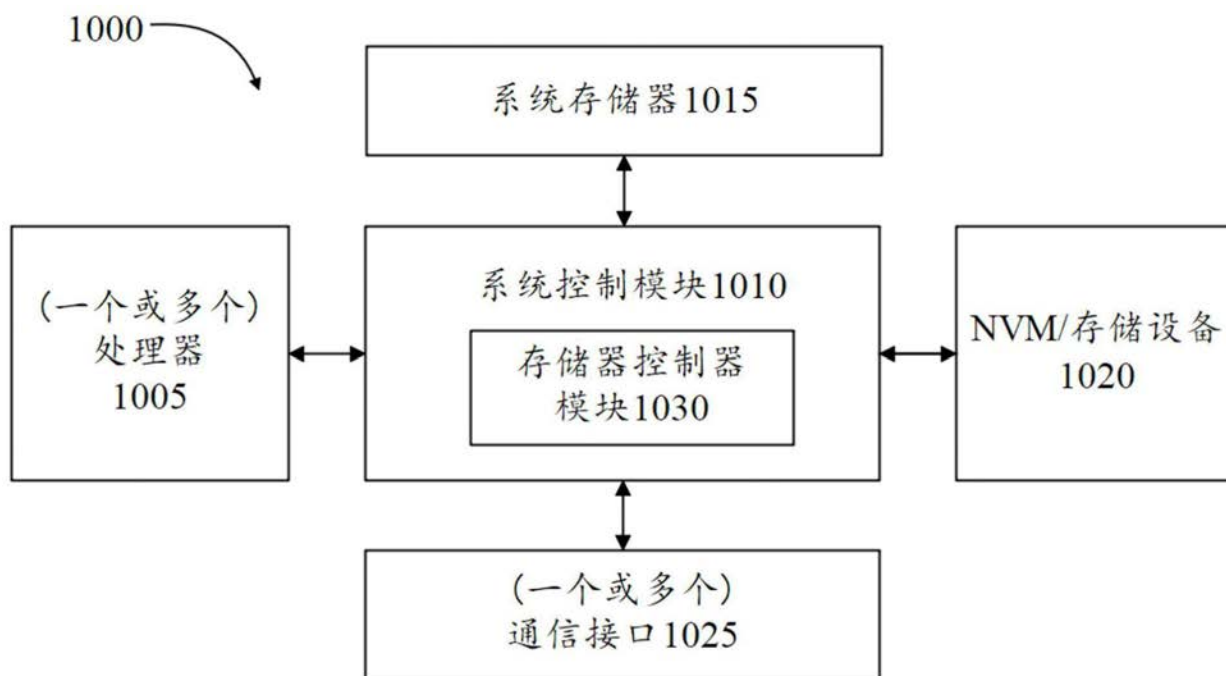 1000
系统存储器1015
(一个或多个)
处理器
1005
系统控制模块1010
存储器控制器
模块1030
NVM/存储设备
1020
(一个或多个)
通信接口1025